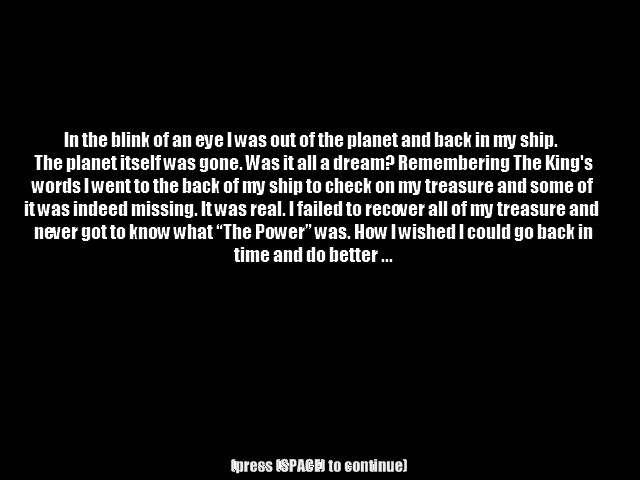 In the blink of an eye I was out of the planet and back in my ship.
The planet itself was gone. Was it all a dream? Remembering The King's
words I went to the back of my ship to check on my treasure and some of
it was indeed missing. It was real. I failed to recover all of my treasure and
never got to know what “The Power” was. How I wished I could go back in
time and do better ...
(press [SPACE] to continue)